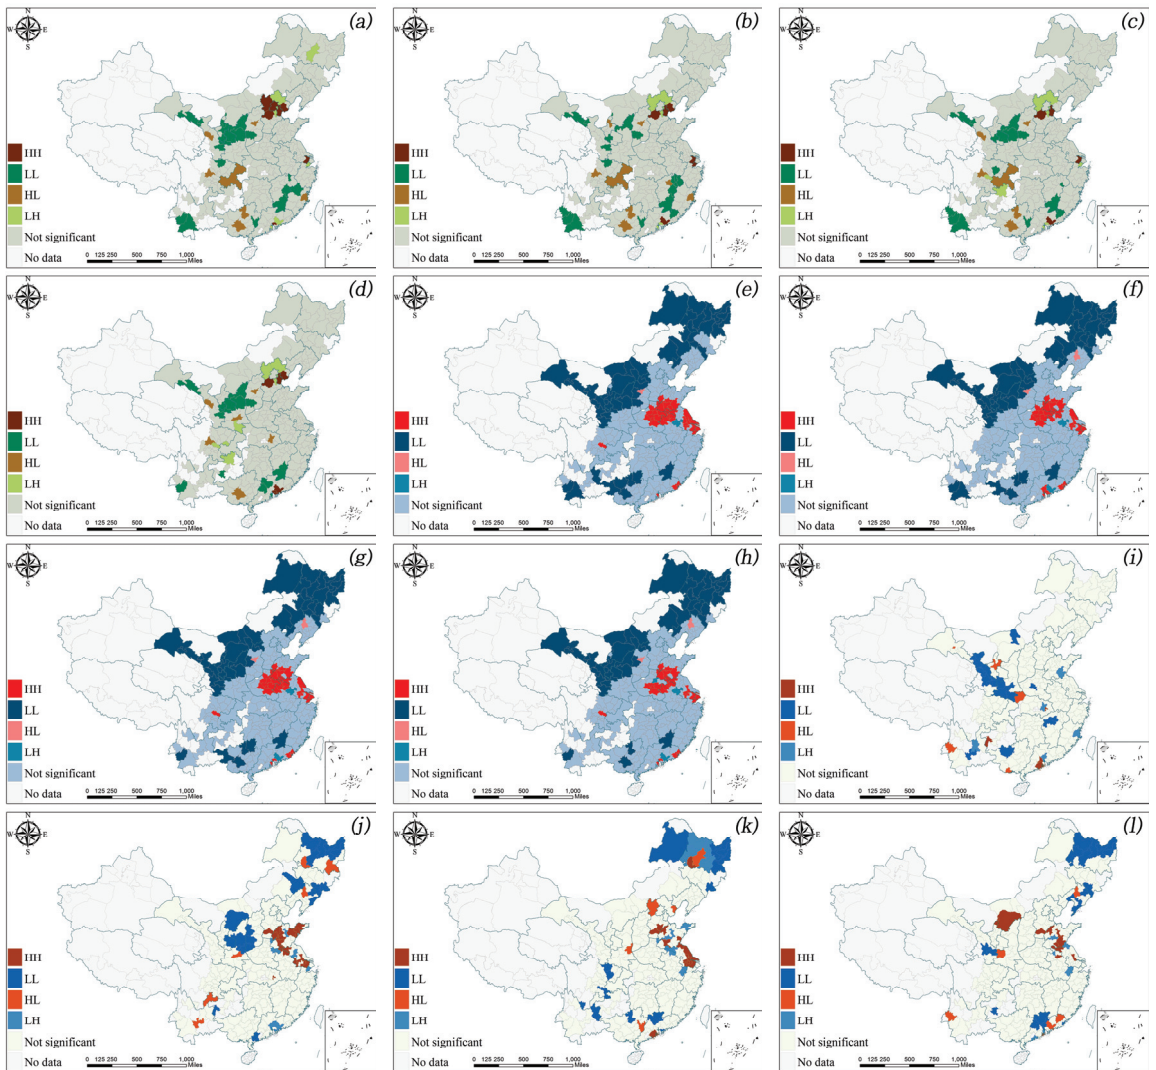 N
W E
S
(a)
HH
LL
HL
LH
Not significant
No data
0 125 250 500 750 1,000
Miles
N
W E
S
(b)
HH
LL
HL
LH
Not significant
No data
0 125 250 500 750 1,000
Miles
N
W E
S
(c)
HH
LL
HL
LH
Not significant
No data
0 125 250 500 750 1,000
Miles
N
W E
S
(d)
HH
LL
HL
LH
Not significant
No data
0 125 250 500 750 1,000
Miles
N
W E
S
(e)
HH
LL
HL
LH
Not significant
No data
0 125 250 500 750 1,000
Miles
N
W E
S
(f)
HH
LL
HL
LH
Not significant
No data
0 125 250 500 750 1,000
Miles
N
W E
S
(g)
HH
LL
HL
LH
Not significant
No data
0 125 250 500 750 1,000
Miles
N
W E
S
(h)
HH
LL
HL
LH
Not significant
No data
0 125 250 500 750 1,000
Miles
N
W E
S
(i)
HH
LL
HL
LH
Not significant
No data
0 125 250 500 750 1,000
Miles
N
W E
S
(j)
HH
LL
HL
LH
Not significant
No data
0 125 250 500 750 1,000
Miles
N
W E
S
(k)
HH
LL
HL
LH
Not significant
No data
0 125 250 500 750 1,000
Miles
N
W E
S
(l)
HH
LL
HL
LH
Not significant
No data
0 125 250 500 750 1,000
Miles